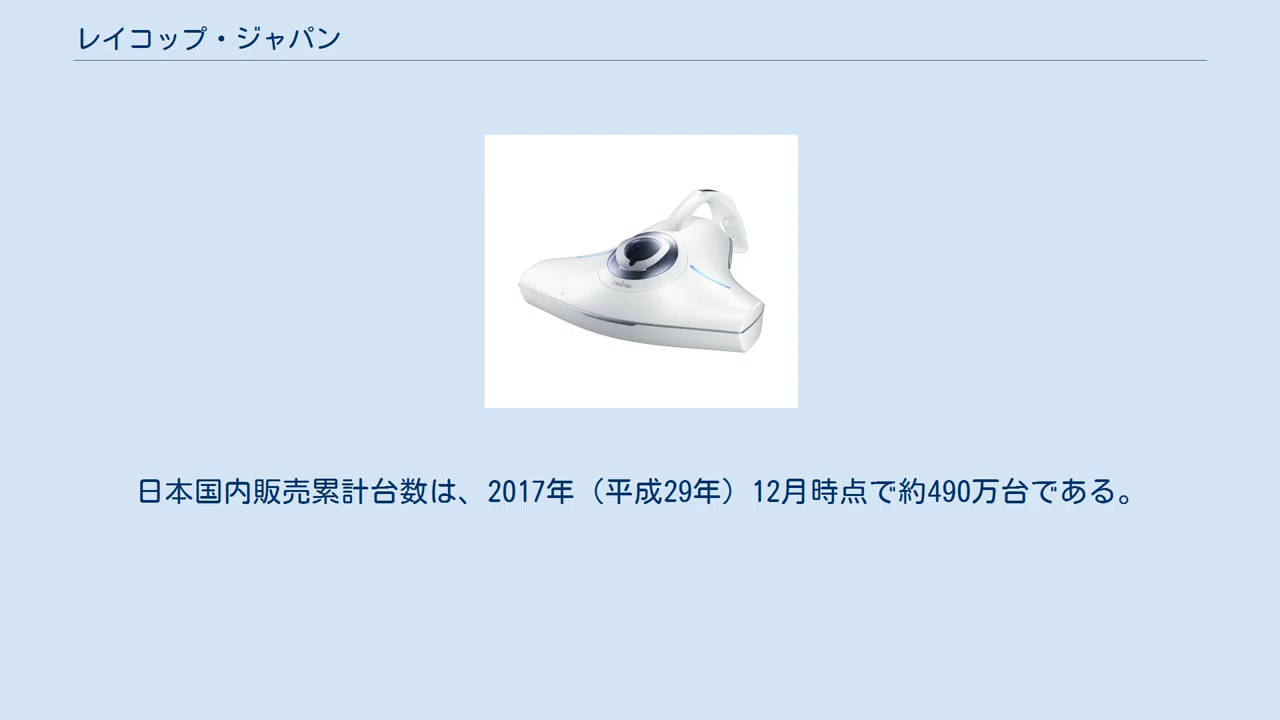 レイコップ・ジャパン
日本国内販売累計台数は、2017年（平成29年）12月時点で約490万台である。